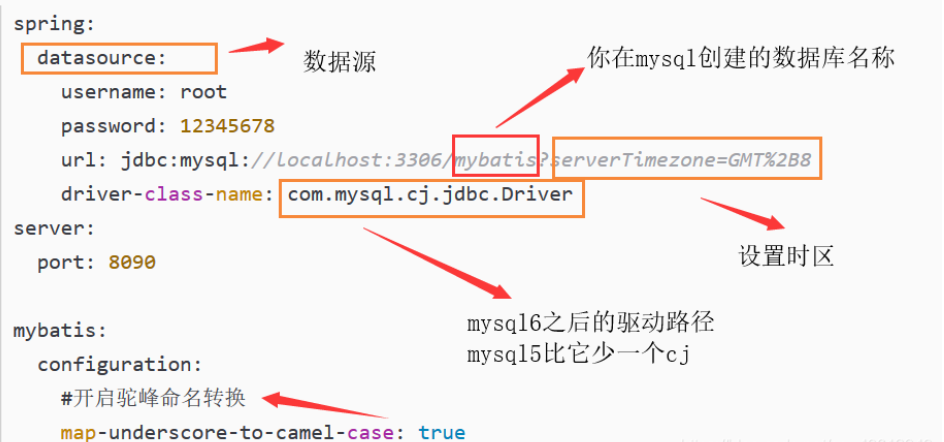 spring:
datasource:
数据源
你在mysql创建的数据库名称
username: root
password: 12345678
url: jdbc:mysql://localhost:3306/mybatis?serverTimezone=GMT%2B8
driver-class-name: com.mysql.cj.jdbc.Driver
server:
port: 8090
设置时区
mysql6之后的驱动路径
mysql5比它少一个cj
mybatis:
configuration:
#开启驼峰命名转换
map-underscore-to-camel-case: true